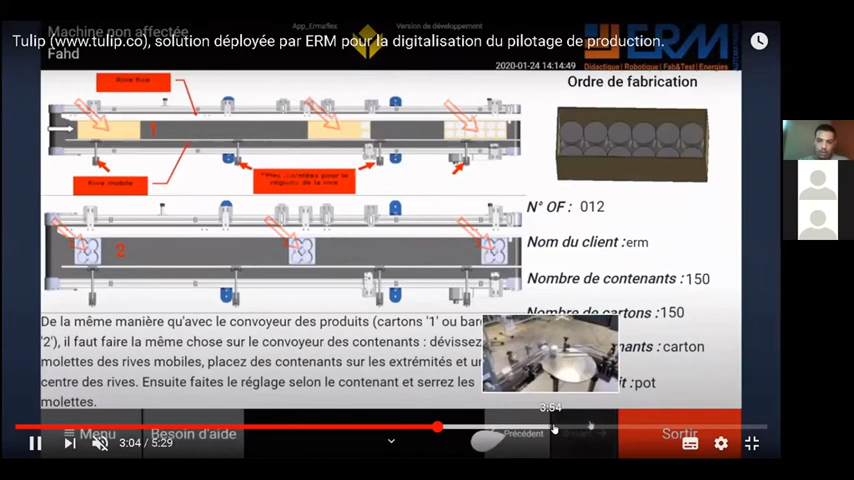 Machine non affectée
App_Ermaflex
Version de développement
Tulip (www.tulip.co), solution déployée par ERM pour la digitalisation du pilotage de production.
Fahd
ERM
Didactique | Robotique | Fab&Test | Energies
2020-01-24 14:14:49
Ordre de fabrication
Rive fixe
1
Rive mobile
réglages de la rive
2
N° OF : 012
Nom du client :erm
Nombre de contenants :150
Nombre de cartons :150
nants : carton
it :pot
De la même manière qu'avec le convoyeur des produits (cartons '1' ou bar
'2'), il faut faire la même chose sur le convoyeur des contenants : dévissez
molettes des rives mobiles, placez des contenants sur les extrémités et u
centre des rives. Ensuite faites le réglage selon le contenant et serrez les
molettes.
3:54
Menu
Besoin d'aide
Précédent
Sortir
3:04 / 5:29